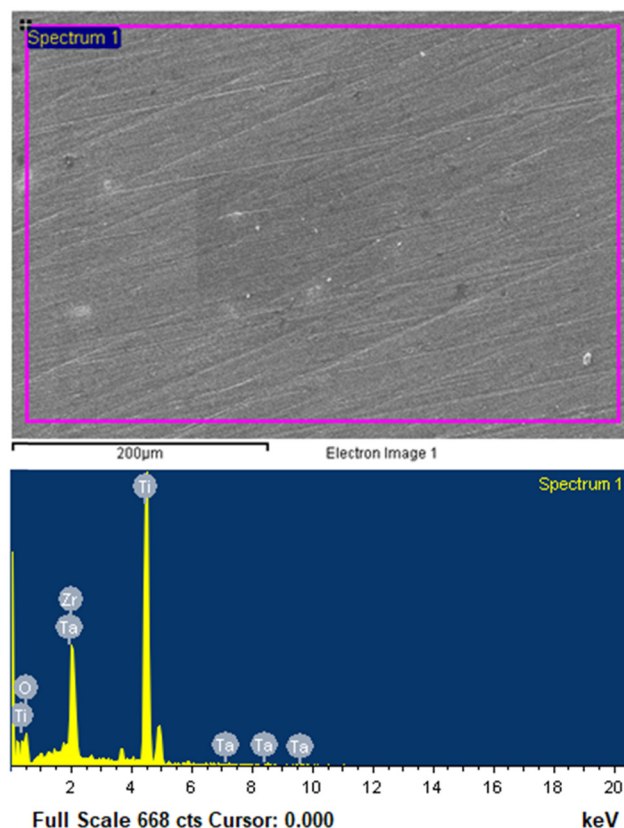 Spectrum 1
200µm Electron Image 1
Spectrum 1
Ti
Zr
Ta
O
Ti
Ta Ta Ta
2 4 6 8 10 12 14 16 18 20
Full Scale 668 cts Cursor: 0.000 keV